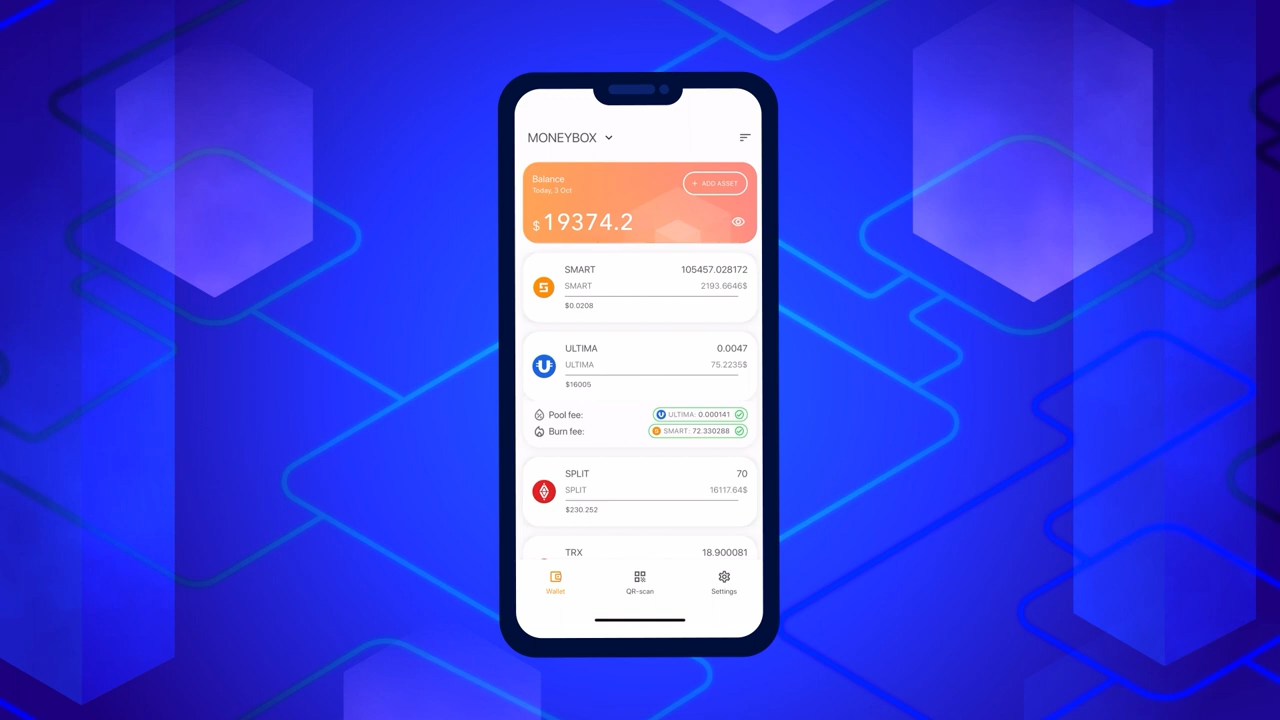 MONEYBOX
Balance
Today, 3 Oct
+ ADD ASSET
$19374.2
SMART 105457.028172
SMART 2193.6646$
$0.0208
ULTIMA 0.0047
ULTIMA 75.2235$
$16005
Pool fee: ULTIMA: 0.000141
Burn fee: SMART: 72.330288
SPLIT 70
SPLIT 16117.64$
$230.252
TRX 18.900081
Wallet QR-scan Settings